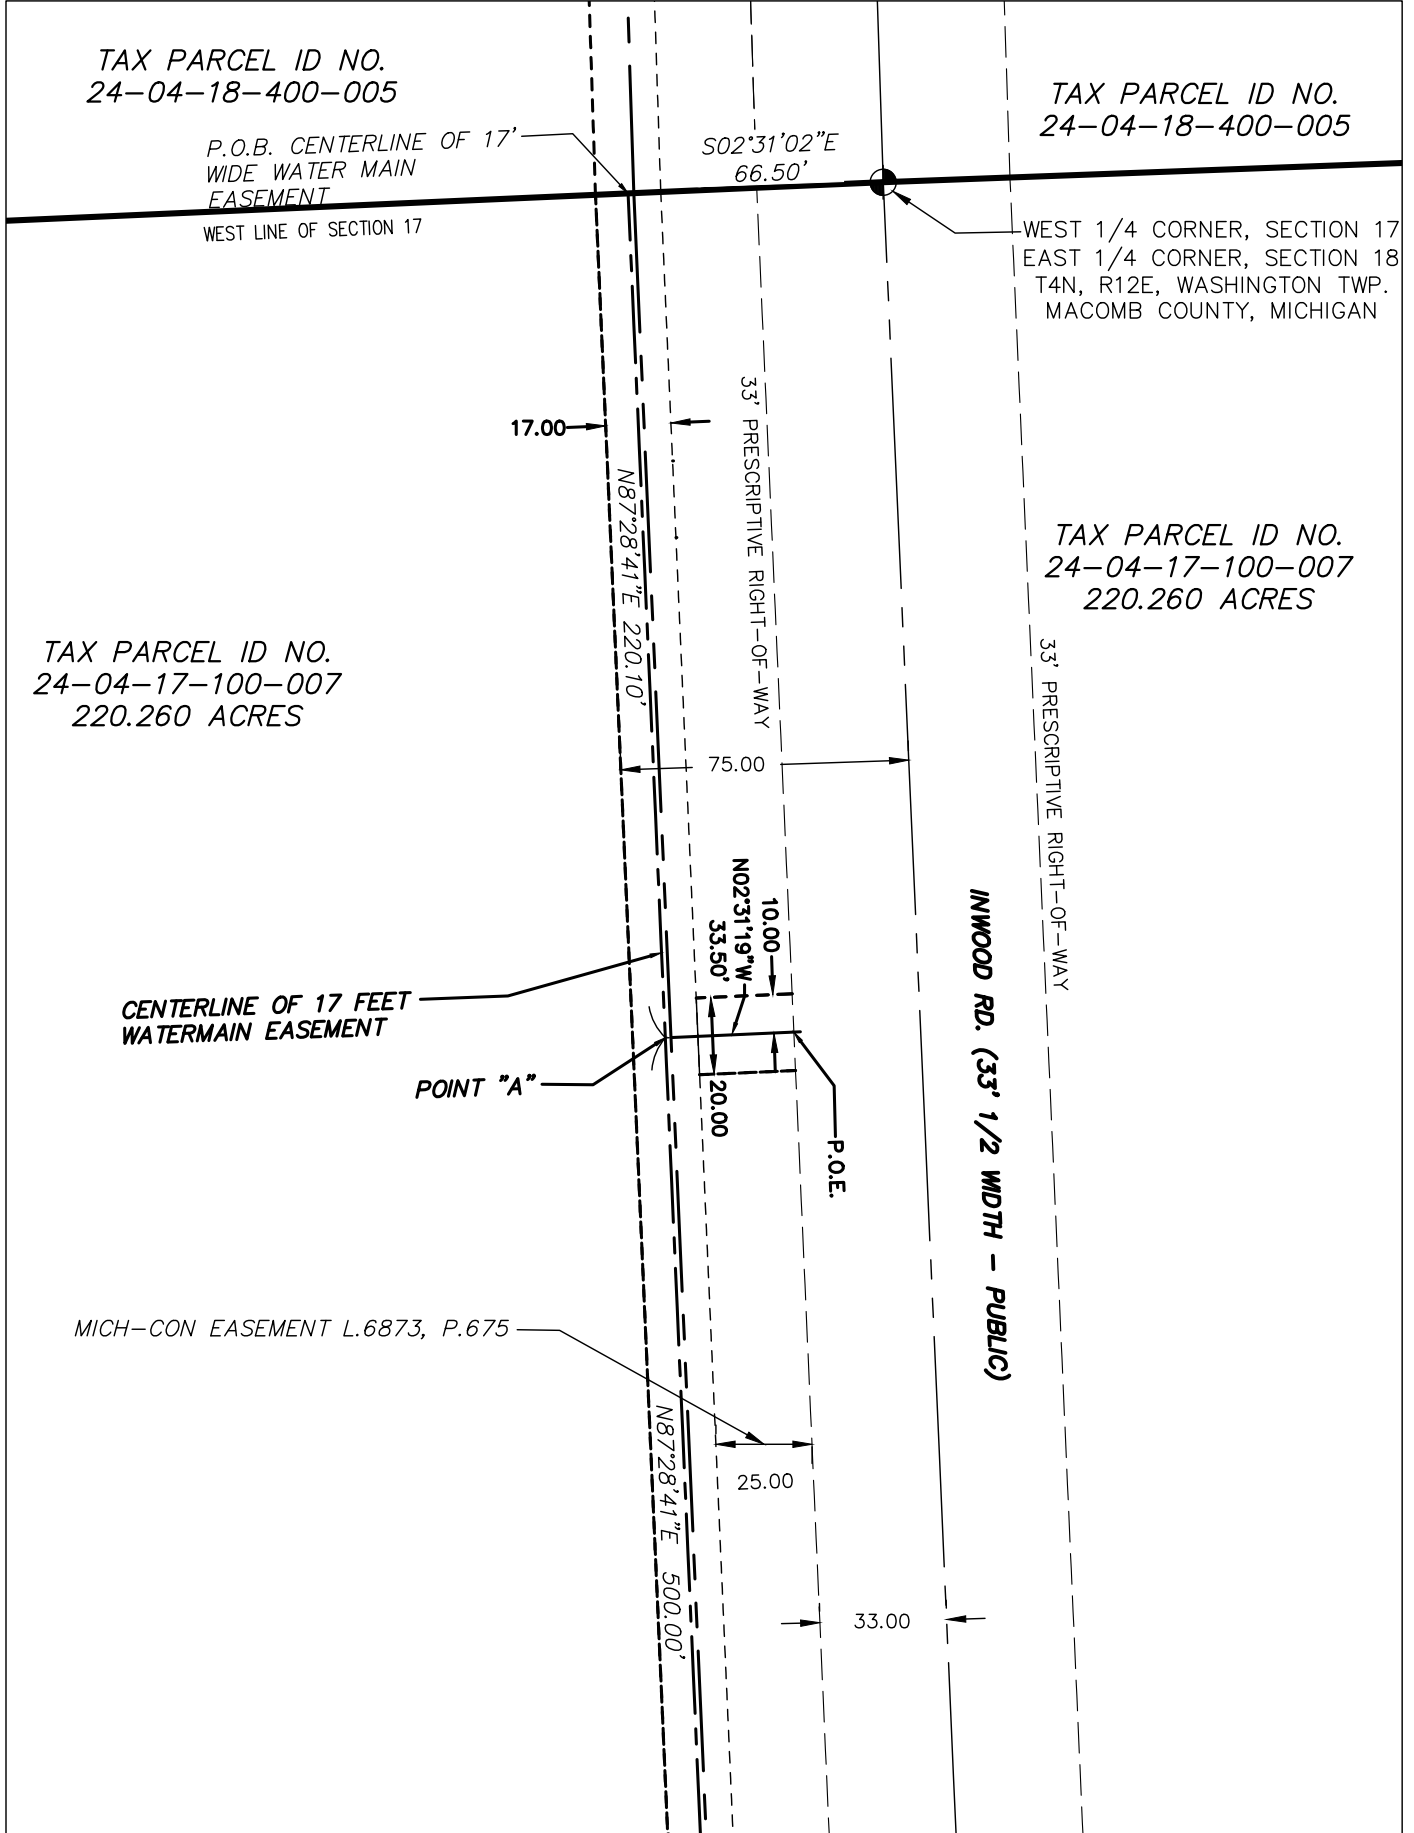 TAX PARCEL ID NO.
24-04-18-400-005
TAX PARCEL ID NO.
24-04-18-400-005
P.O.B. CENTERLINE OF 17'
WIDE WATER MAIN
EASEMENT
S02°31'02"E
66.50'
WEST LINE OF SECTION 17
WEST 1/4 CORNER, SECTION 17
EAST 1/4 CORNER, SECTION 18
T4N, R12E, WASHINGTON TWP.
MACOMB COUNTY, MICHIGAN
17.00
33' PRESCRIPTIVE RIGHT-OF-WAY
N87°28'41"E 220.10'
TAX PARCEL ID NO.
24-04-17-100-007
220.260 ACRES
TAX PARCEL ID NO.
24-04-17-100-007
220.260 ACRES
33' PRESCRIPTIVE RIGHT-OF-WAY
75.00
10.00
N02°31'19"W
33.50'
INWOOD RD. (33' 1/2 WIDTH - PUBLIC)
CENTERLINE OF 17 FEET
WATERMAIN EASEMENT
POINT "A"
20.00
P.O.E.
MICH-CON EASEMENT L.6873, P.675
25.00
N87°28'41"E 500.00'
33.00